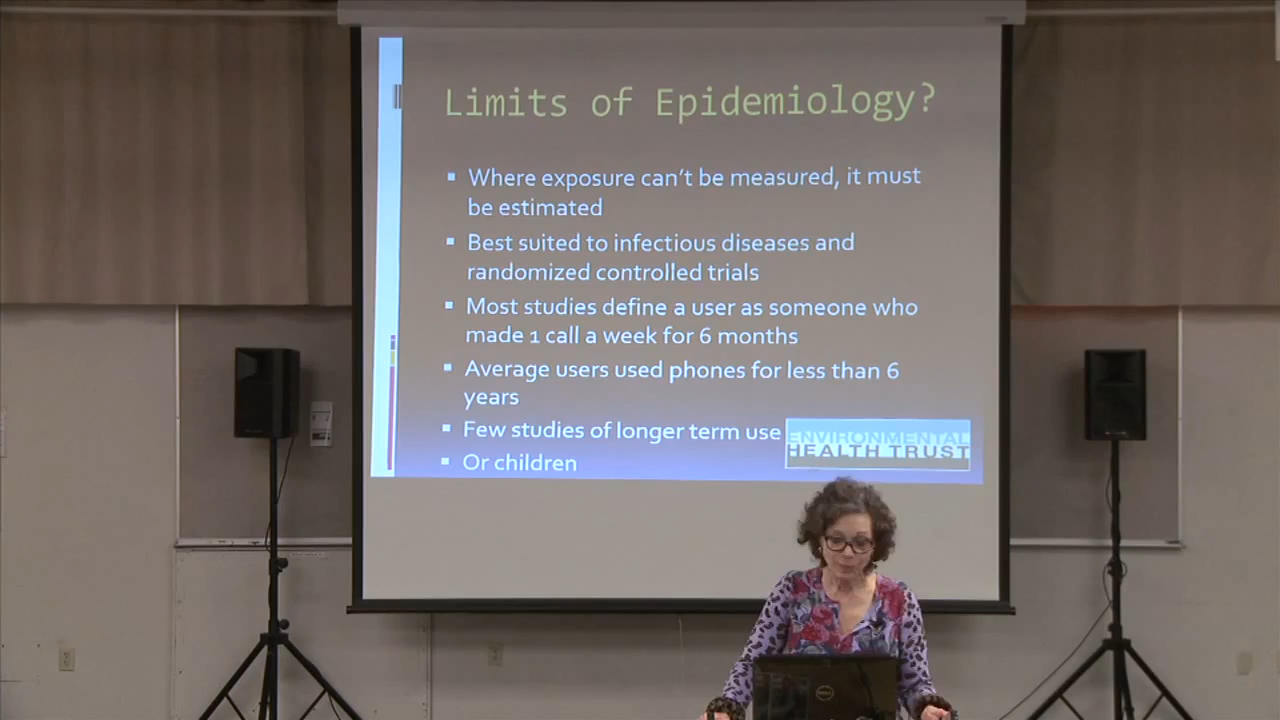 Limits of Epidemiology?
Where exposure can't be measured, it must
be estimated
Best suited to infectious diseases and
randomized controlled trials
Most studies define a user as someone who
made 1 call a week for 6 months
Average users used phones for less than 6
years
Few studies of longer term use
Or children
ENVIRONMENTAL
HEALTH TRUST
DELL